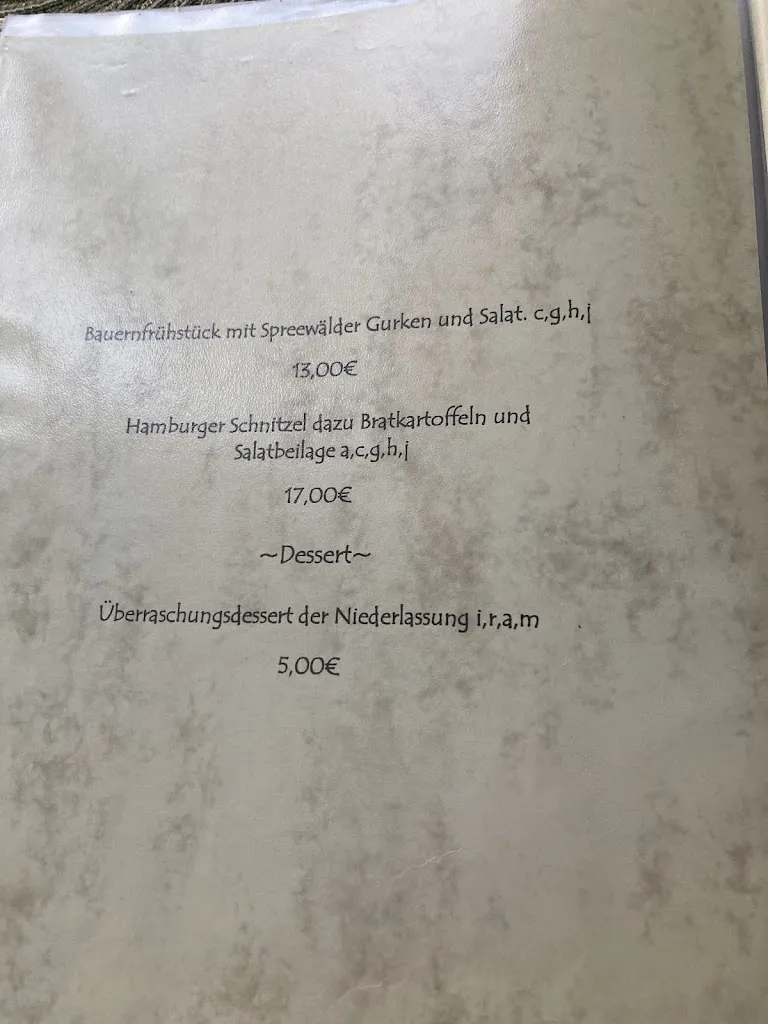 Bauernfrühstück mit Spreewälder Gurken und Salat. c,g,h,j
13,00€
Hamburger Schnitzel dazu Bratkartoffeln und
Salatbeilage a,c,g,h,j
17,00€
~Dessert~
Überraschungsdessert der Niederlassung i,r,a,m
5,00€